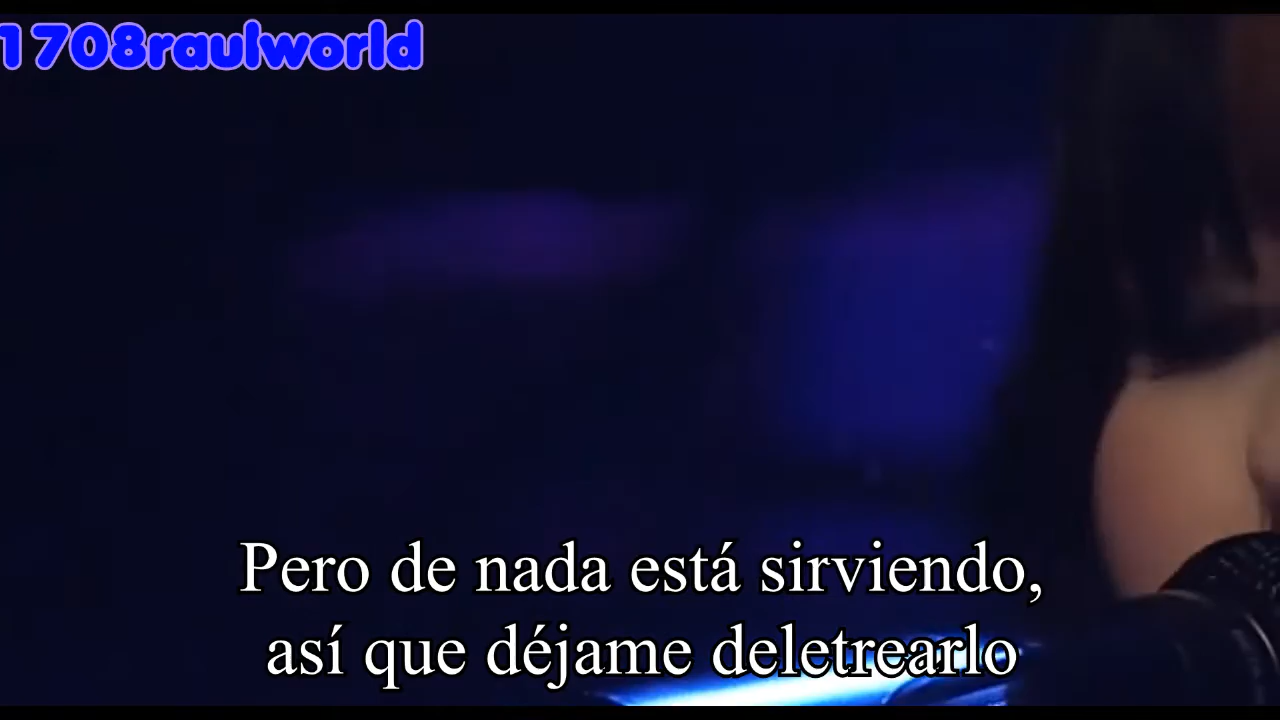 1708raulworld
Pero de nada está sirviendo,
así que déjame deletrearlo